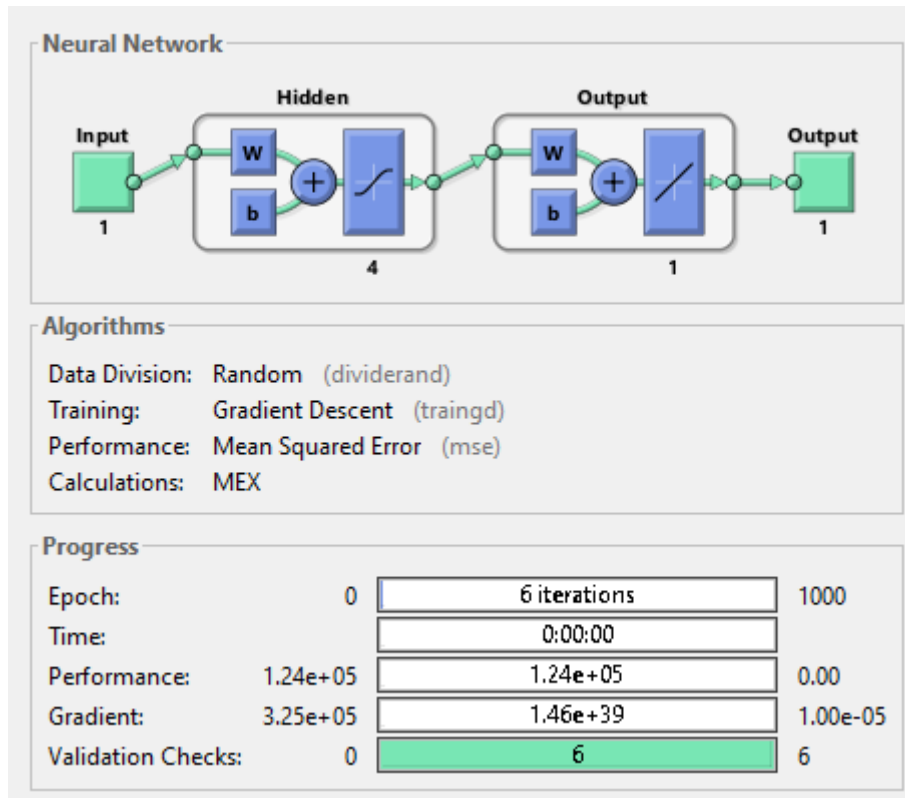 Neural Network
Hidden Output
Input Output
W W
b b
1 1
4 1
Algorithms
Data Division: Random (dividerand)
Training: Gradient Descent (traingd)
Performance: Mean Squared Error (mse)
Calculations: MEX
Progress
Epoch: 0 6 iterations 1000
Time: 0:00:00
Performance: 1.24e+05 1.24e+05 0.00
Gradient: 3.25e+05 1.46e+39 1.00e-05
Validation Checks: 0 6 6